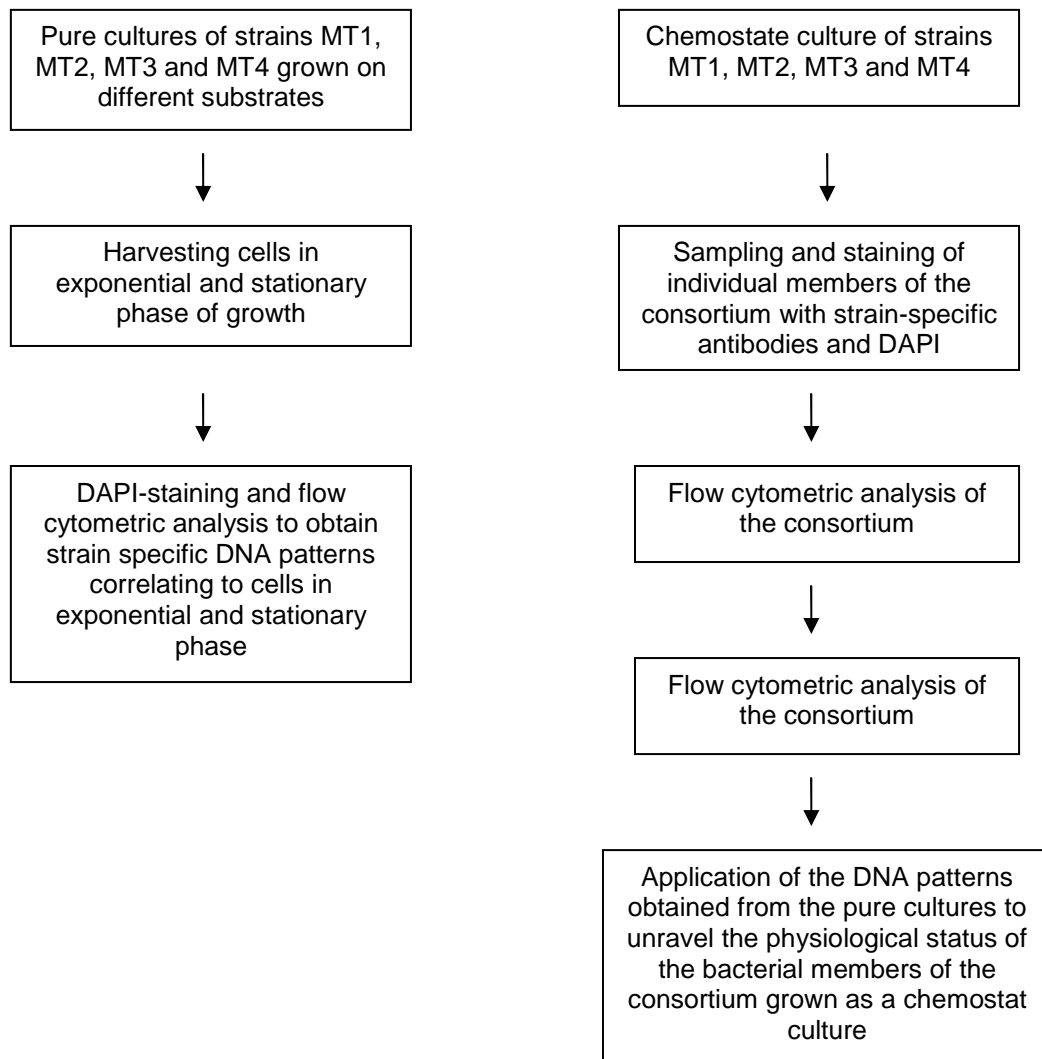 Pure cultures of strains MT1,
MT2, MT3 and MT4 grown on
different substrates
Harvesting cells in
exponential and stationary
phase of growth
DAPI-staining and flow
cytometric analysis to obtain
strain specific DNA patterns
correlating to cells in
exponential and stationary
phase
Chemostate culture of strains
MT1, MT2, MT3 and MT4
Sampling and staining of
individual members of the
consortium with strain-specific
antibodies and DAPI
Flow cytometric analysis of
the consortium
Flow cytometric analysis of
the consortium
Application of the DNA patterns
obtained from the pure cultures to
unravel the physiological status of
the bacterial members of the
consortium grown as a chemostat
culture